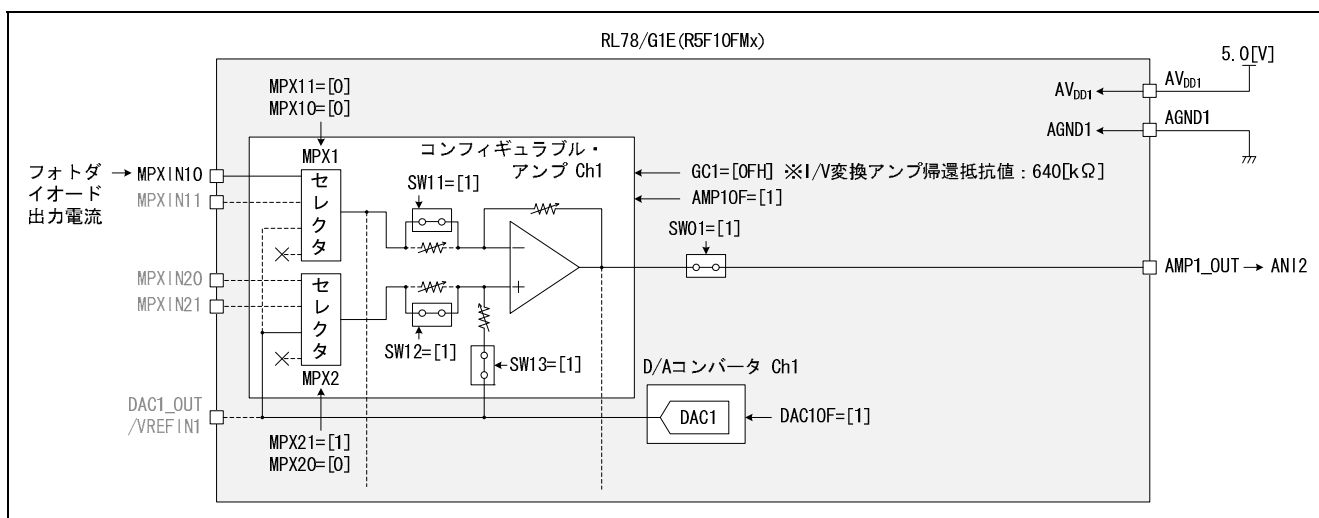 RL78/G1E(R5F10FMx)
5.0[V]
MPX11=[0]
MPX10=[0]
AVDD1
AVDD1
AGND1
AGND1
コンフィギュラブル・
アンプ Ch1
MPX1
フォトダ
イオード
出力電流
MPXIN10
MPXIN11
セレクタ
SW11=[1]
GC1=[0FH] ※I/V変換アンプ帰還抵抗値:640[kΩ]
AMP1OF=[1]
SW01=[1]
AMP1_OUT
ANI2
MPXIN20
MPXIN21
セレクタ
SW12=[1]
SW13=[1]
MPX2
D/Aコンバータ Ch1
DAC1
DAC1OF=[1]
DAC1_OUT
/VREFIN1
MPX21=[1]
MPX20=[0]